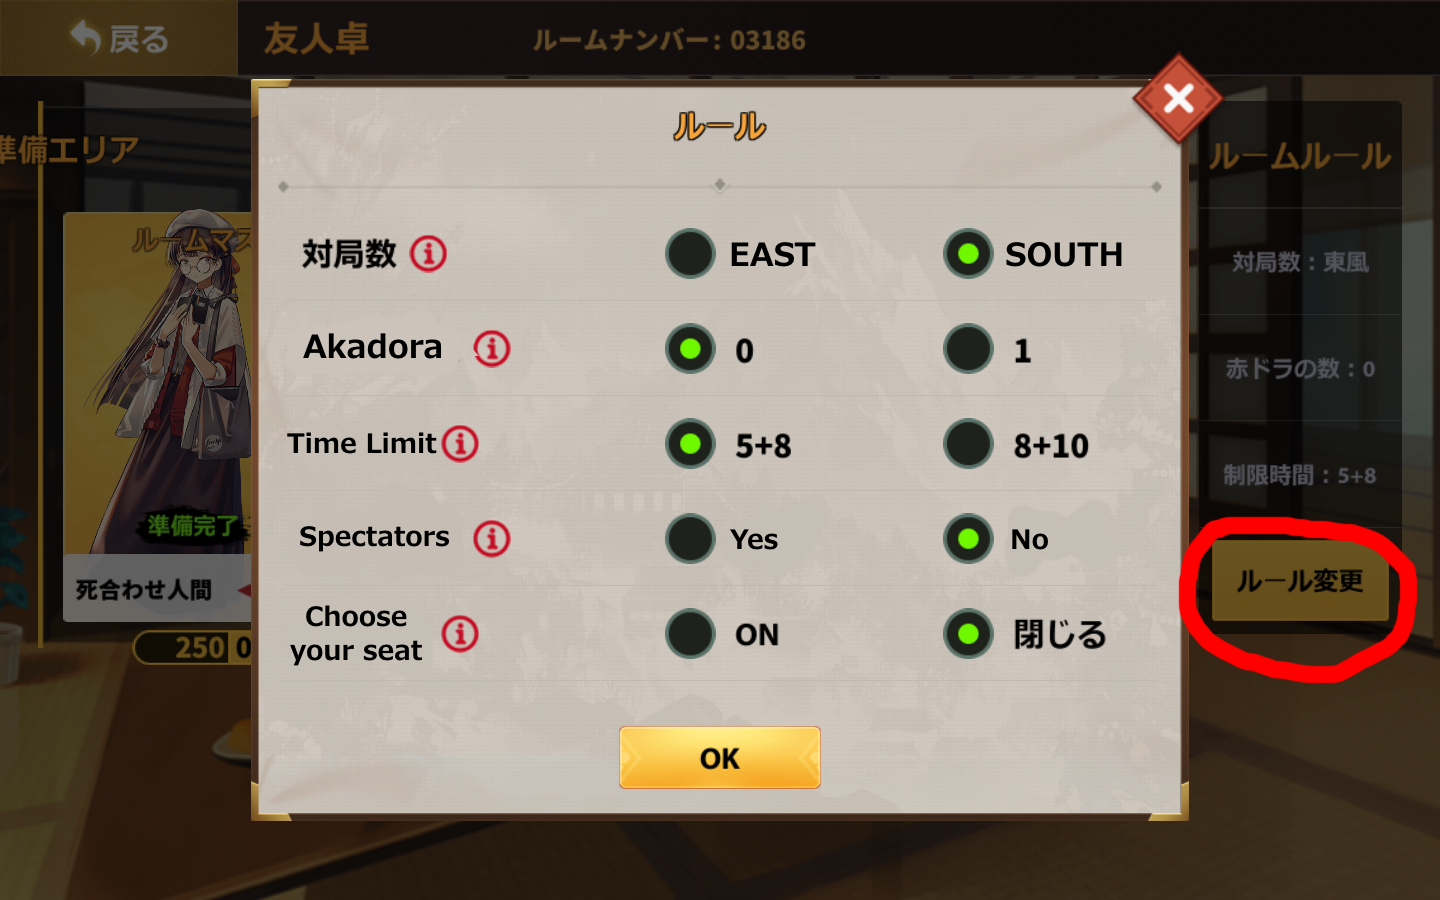 戻る
友人卓
ルームナンバー: 03186
準備エリア
ルーム
準備完了
死合わせ人間
250
ルール
対局数
EAST
SOUTH
Akadora
0
1
Time Limit
5+8
8+10
Spectators
Yes
No
Choose
your seat
ON
閉じる
OK
ルームルール
対局数：東風
赤ドラの数：0
制限時間：5+8
ルール変更